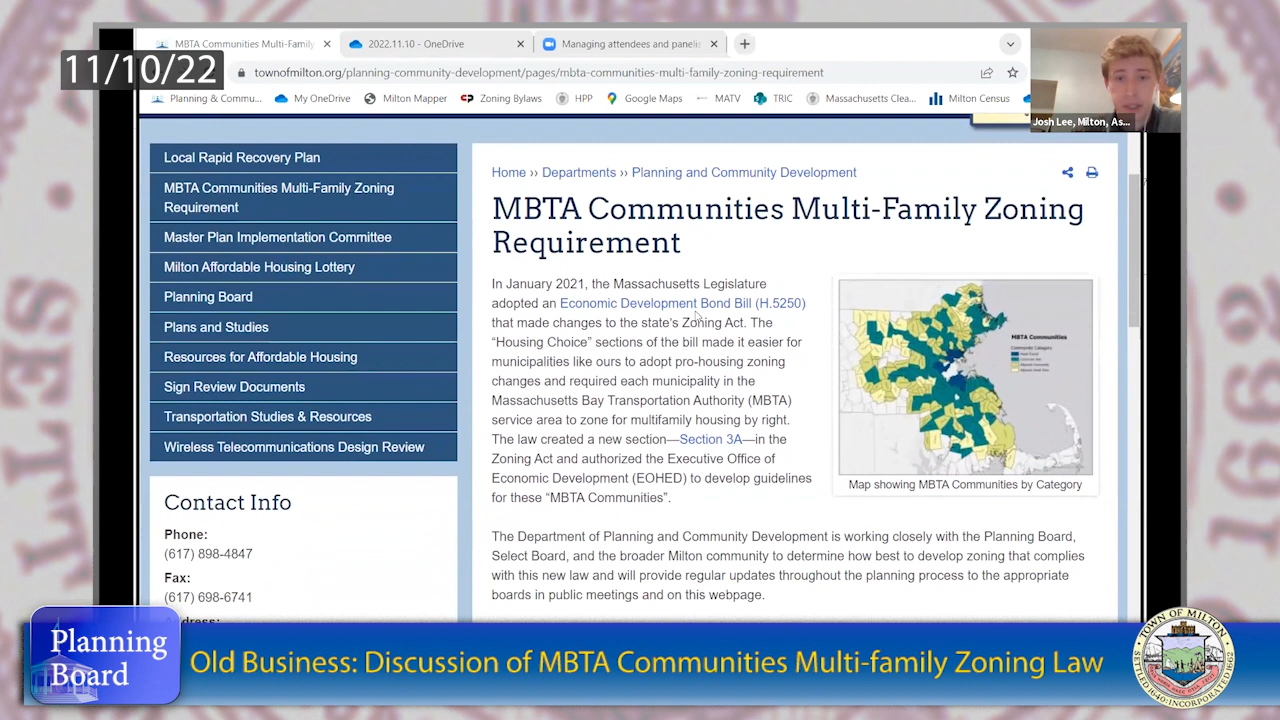 11/10/22
MBTA Communities Multi-Family
2022.11.10 - OneDrive
Managing attendees and paneli
townofmilton.org/planning-community-development/pages/mbta-communities-multi-family-zoning-requirement
Planning & Commu...
My OneDrive
Milton Mapper
Zoning Bylaws
HPP
Google Maps
MATV
TRIC
Massachusetts Clea...
Milton Census
Josh Lee, Milton, As...
Local Rapid Recovery Plan
MBTA Communities Multi-Family Zoning
Requirement
Master Plan Implementation Committee
Milton Affordable Housing Lottery
Planning Board
Plans and Studies
Resources for Affordable Housing
Sign Review Documents
Transportation Studies & Resources
Wireless Telecommunications Design Review
Contact Info
Phone:
(617) 898-4847
Fax:
(617) 698-6741
Home ›› Departments ›› Planning and Community Development
MBTA Communities Multi-Family Zoning
Requirement
In January 2021, the Massachusetts Legislature
adopted an Economic Development Bond Bill (H.5250)
that made changes to the state's Zoning Act. The
“Housing Choice” sections of the bill made it easier for
municipalities like ours to adopt pro-housing zoning
changes and required each municipality in the
Massachusetts Bay Transportation Authority (MBTA)
service area to zone for multifamily housing by right.
The law created a new section—Section 3A—in the
Zoning Act and authorized the Executive Office of
Economic Development (EOHED) to develop guidelines
for these “MBTA Communities”.
MBTA Communities
Map showing MBTA Communities by Category
The Department of Planning and Community Development is working closely with the Planning Board,
Select Board, and the broader Milton community to determine how best to develop zoning that complies
with this new law and will provide regular updates throughout the planning process to the appropriate
boards in public meetings and on this webpage.
Planning
Board
Old Business: Discussion of MBTA Communities Multi-family Zoning Law
TOWN OF MILTON
SETTLED 1640. INCORPORATED 1662